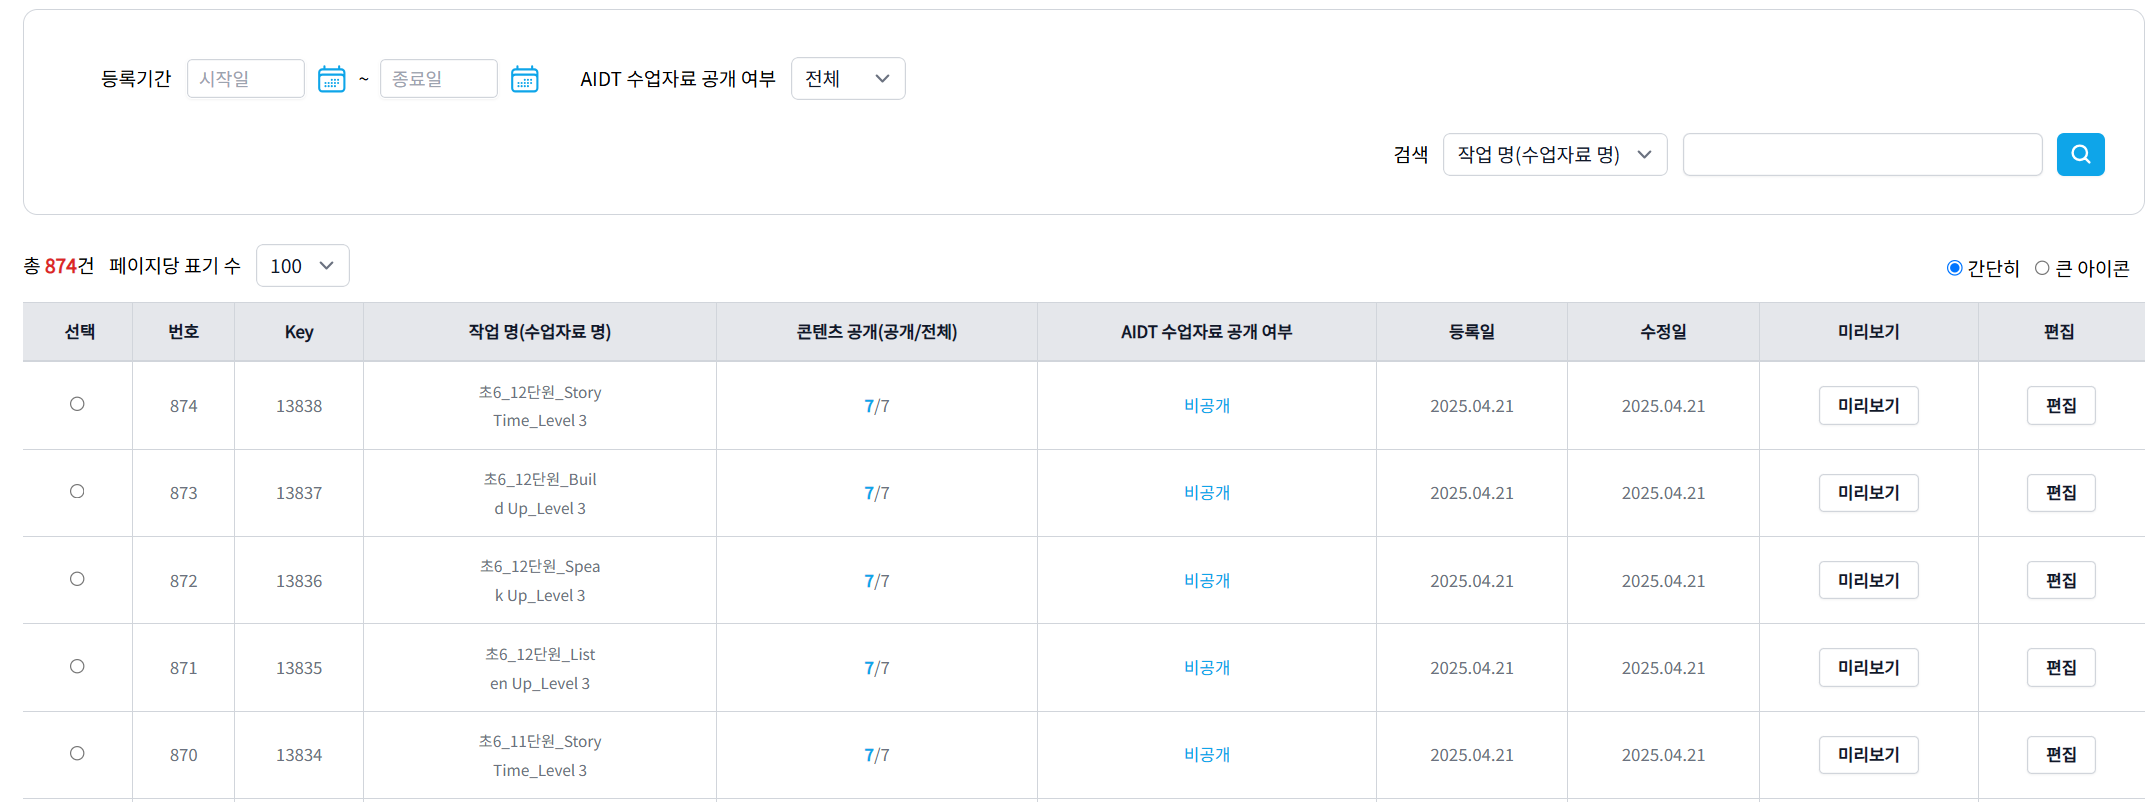 등록기간 시작일 ~ 종료일 AIDT 수업자료 공개 여부 전체
검색 작업 명(수업자료 명)
총 874건 페이지당 표기 수 100 간단히 큰 아이콘
선택 번호 Key 작업 명(수업자료 명) 콘텐츠 공개(공개/전체) AIDT 수업자료 공개 여부 등록일 수정일 미리보기 편집
874 13838 초6_12단원_Story
Time_Level 3 7/7 비공개 2025.04.21 2025.04.21 미리보기 편집
873 13837 초6_12단원_Buil
d Up_Level 3 7/7 비공개 2025.04.21 2025.04.21 미리보기 편집
872 13836 초6_12단원_Spea
k Up_Level 3 7/7 비공개 2025.04.21 2025.04.21 미리보기 편집
871 13835 초6_12단원_List
en Up_Level 3 7/7 비공개 2025.04.21 2025.04.21 미리보기 편집
870 13834 초6_11단원_Story
Time_Level 3 7/7 비공개 2025.04.21 2025.04.21 미리보기 편집